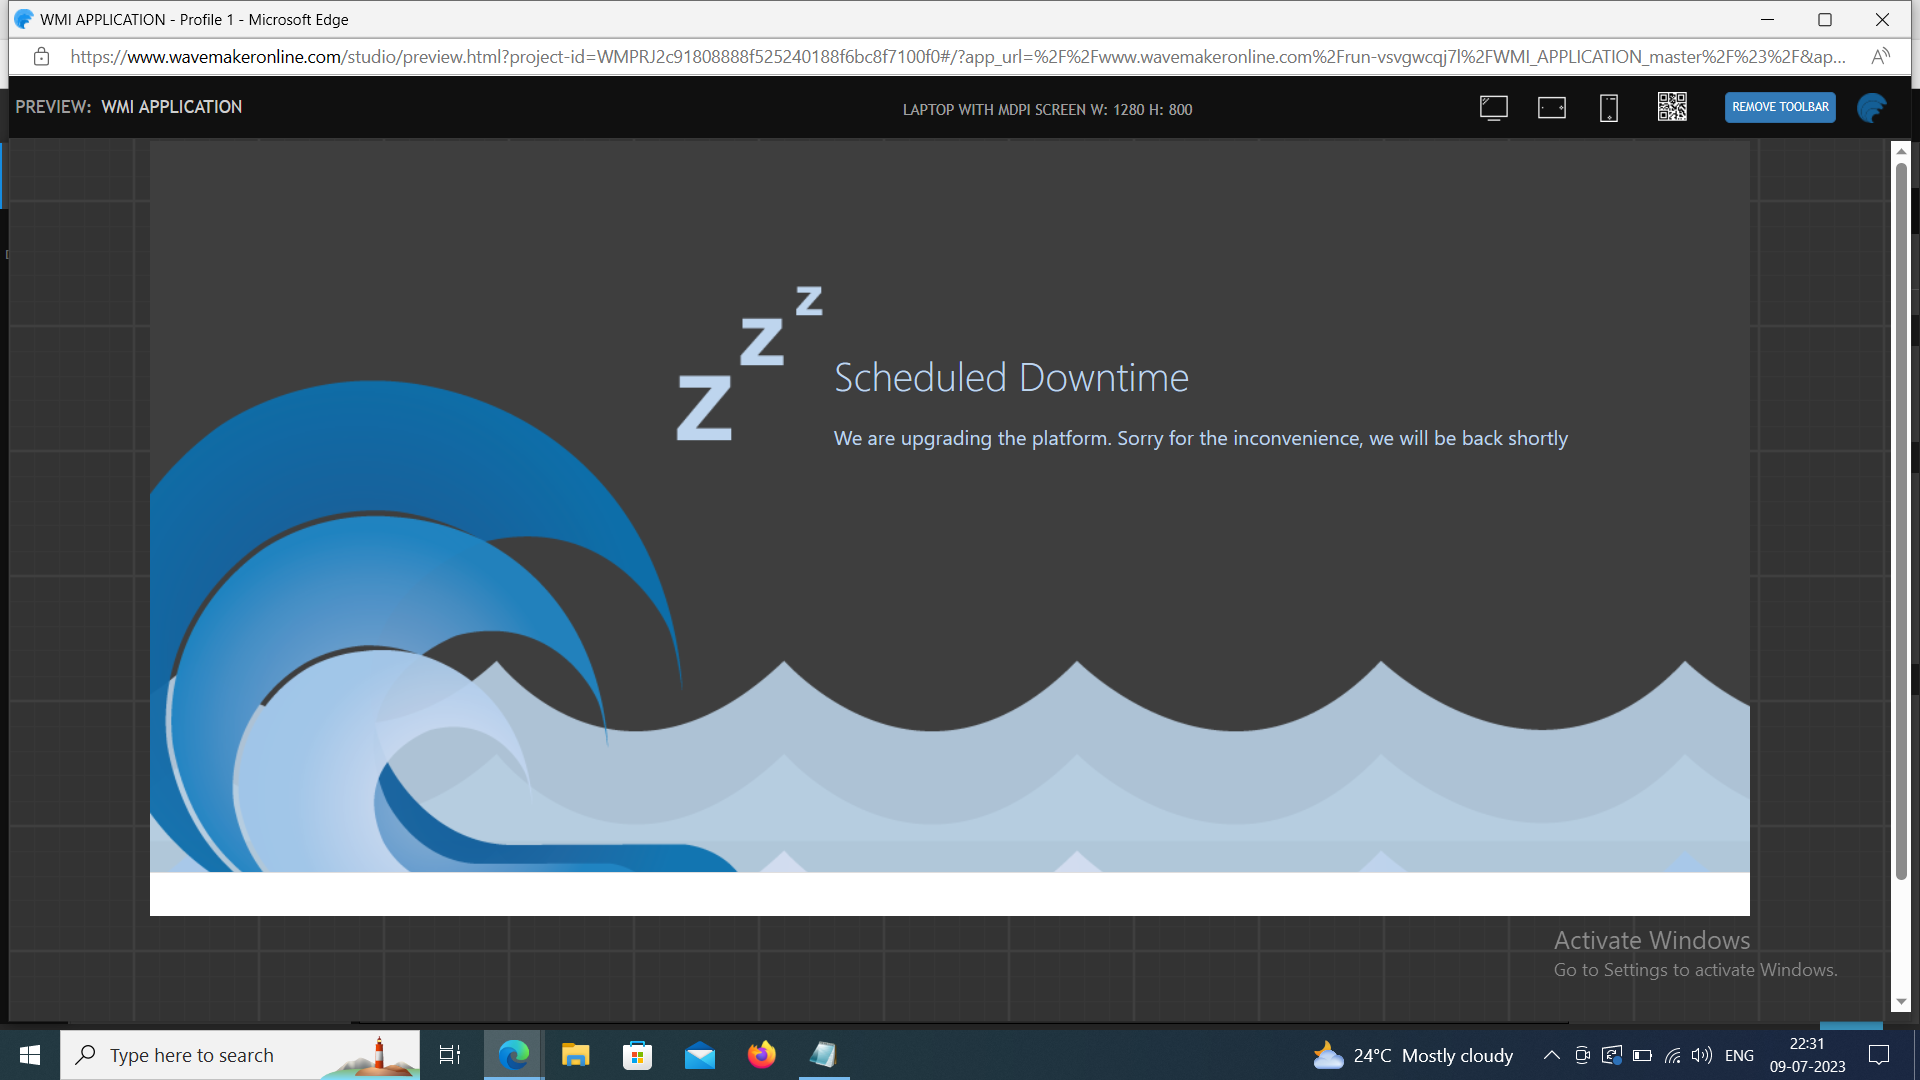 WMI APPLICATION - Profile 1 - Microsoft Edge
https://www.wavemakeronline.com/studio/preview.html?project-id=WMPRJ2c91808888f525240188f6bc8f7100f0#/?app_url=%2F%2Fwww.wavemakeronline.com%2Frun-vsvgwcqj7l%2FWMI_APPLICATION_master%2F%23%2F&ap...
PREVIEW: WMI APPLICATION
LAPTOP WITH MDPI SCREEN W: 1280 H: 800
REMOVE TOOLBAR
z
z
z
Scheduled Downtime
We are upgrading the platform. Sorry for the inconvenience, we will be back shortly
Activate Windows
Go to Settings to activate Windows.
Type here to search
24°C Mostly cloudy
ENG
22:31
09-07-2023